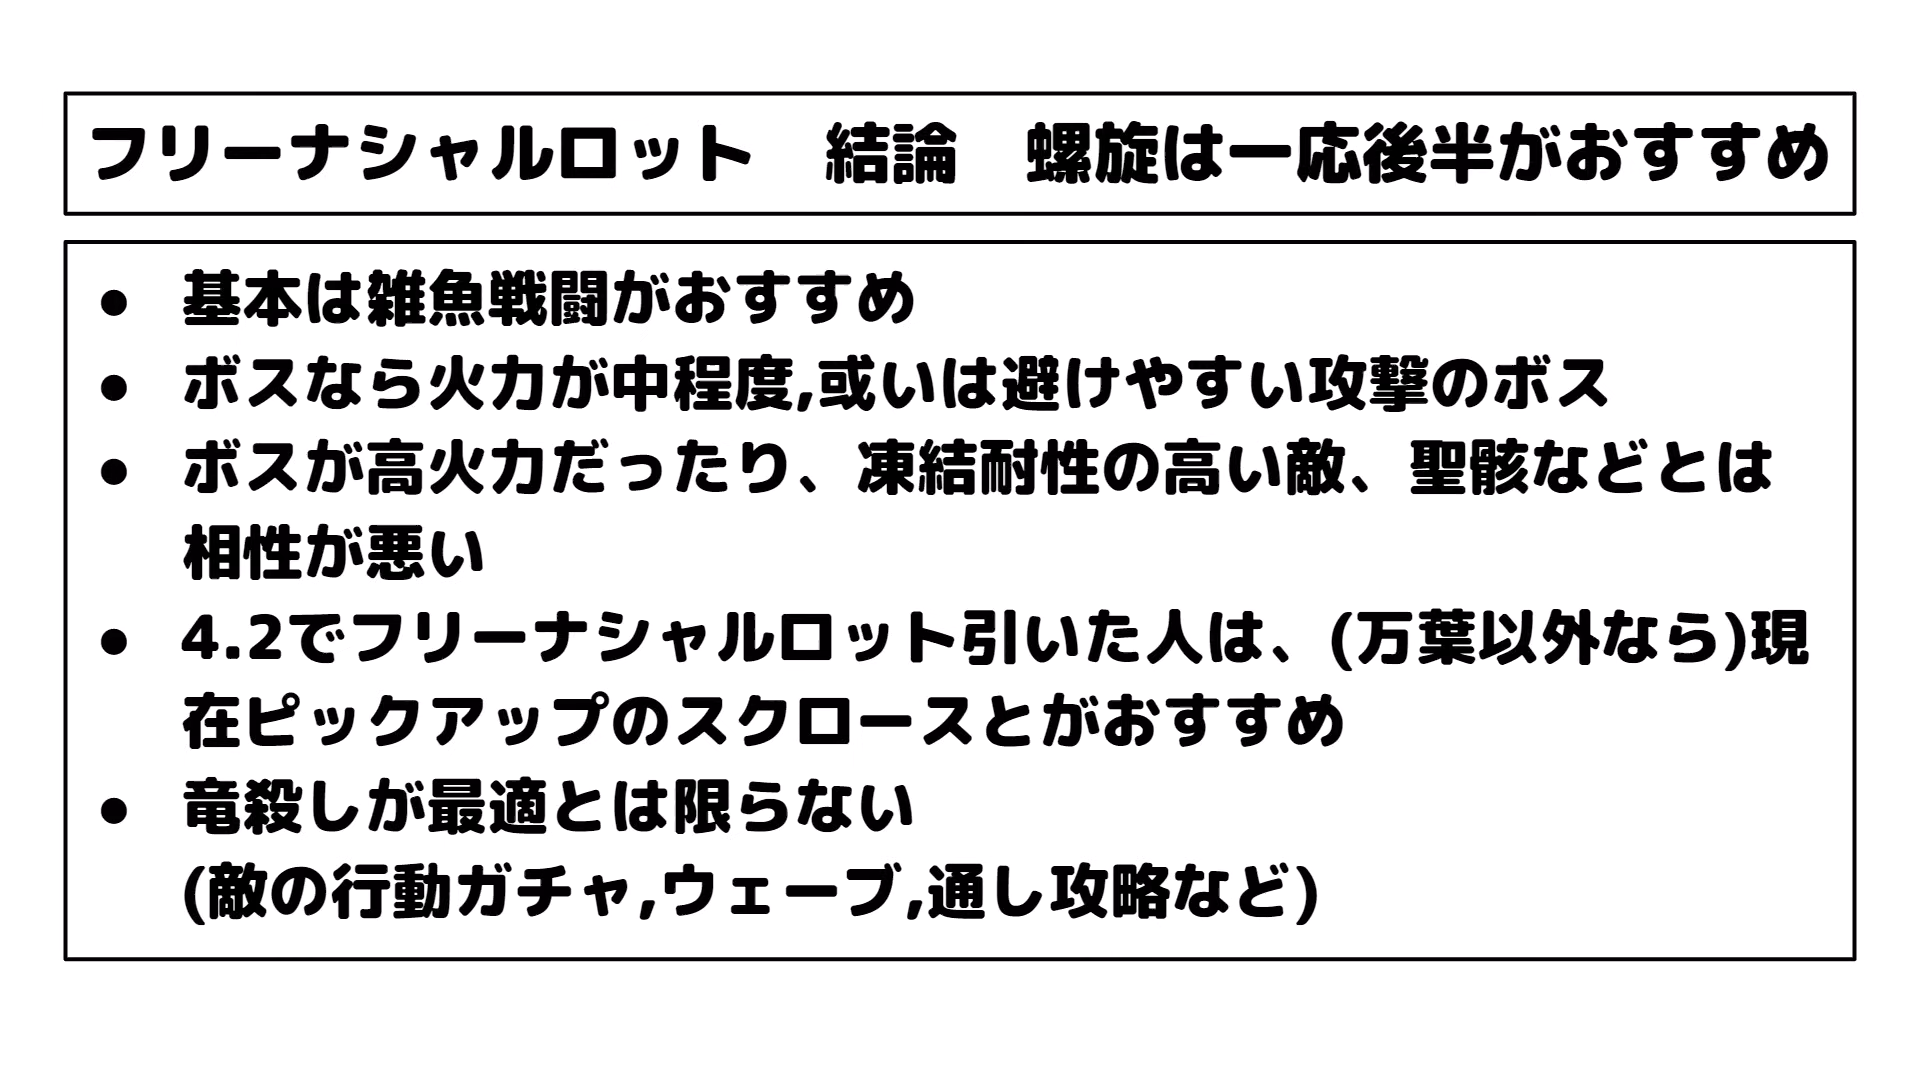 フリーナシャルロット　結論　螺旋は一応後半がおすすめ
● 基本は雑魚戦闘がおすすめ
● ボスなら火力が中程度,或いは避けやすい攻撃のボス
● ボスが高火力だったり、凍結耐性の高い敵、聖骸などとは
相性が悪い
● 4.2でフリーナシャルロット引いた人は、(万葉以外なら)現
在ピックアップのスクロースとがおすすめ
● 竜殺しが最適とは限らない
(敵の行動ガチャ,ウェーブ,通し攻略など)